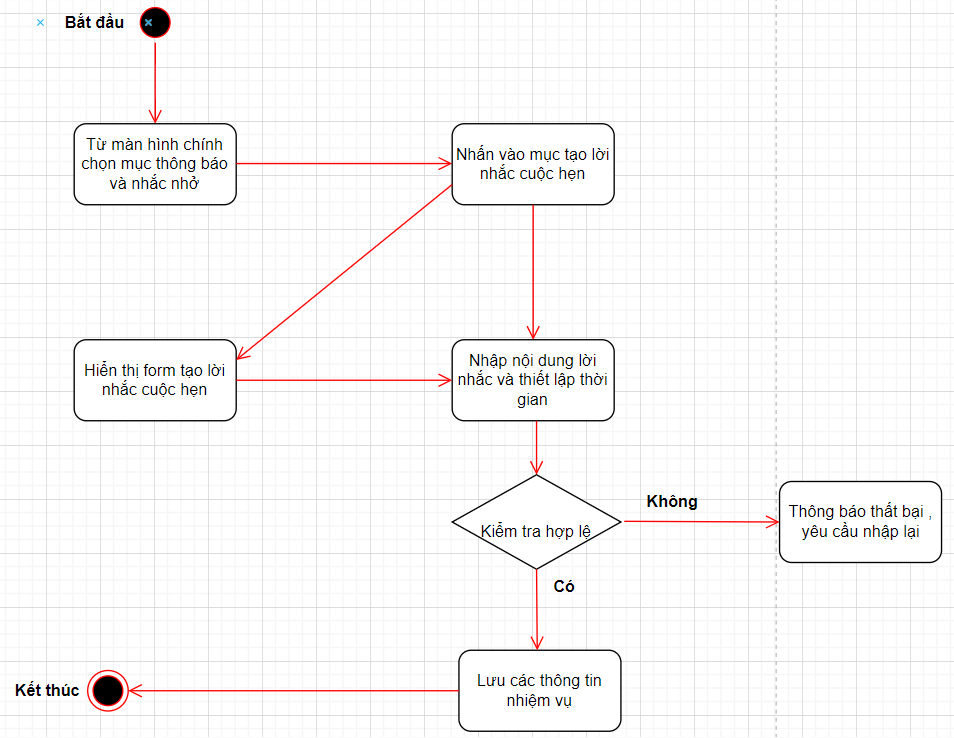 Bắt đầu
Từ màn hình chính
chọn mục thông báo
và nhắc nhở
Nhấn vào mục tạo lời
nhắc cuộc hẹn
Hiển thị form tạo lời
nhắc cuộc hẹn
Nhập nội dung lời
nhắc và thiết lập thời
gian
Kiểm tra hợp lệ
Không
Thông báo thất bại ,
yêu cầu nhập lại
Có
Lưu các thông tin
nhiệm vụ
Kết thúc